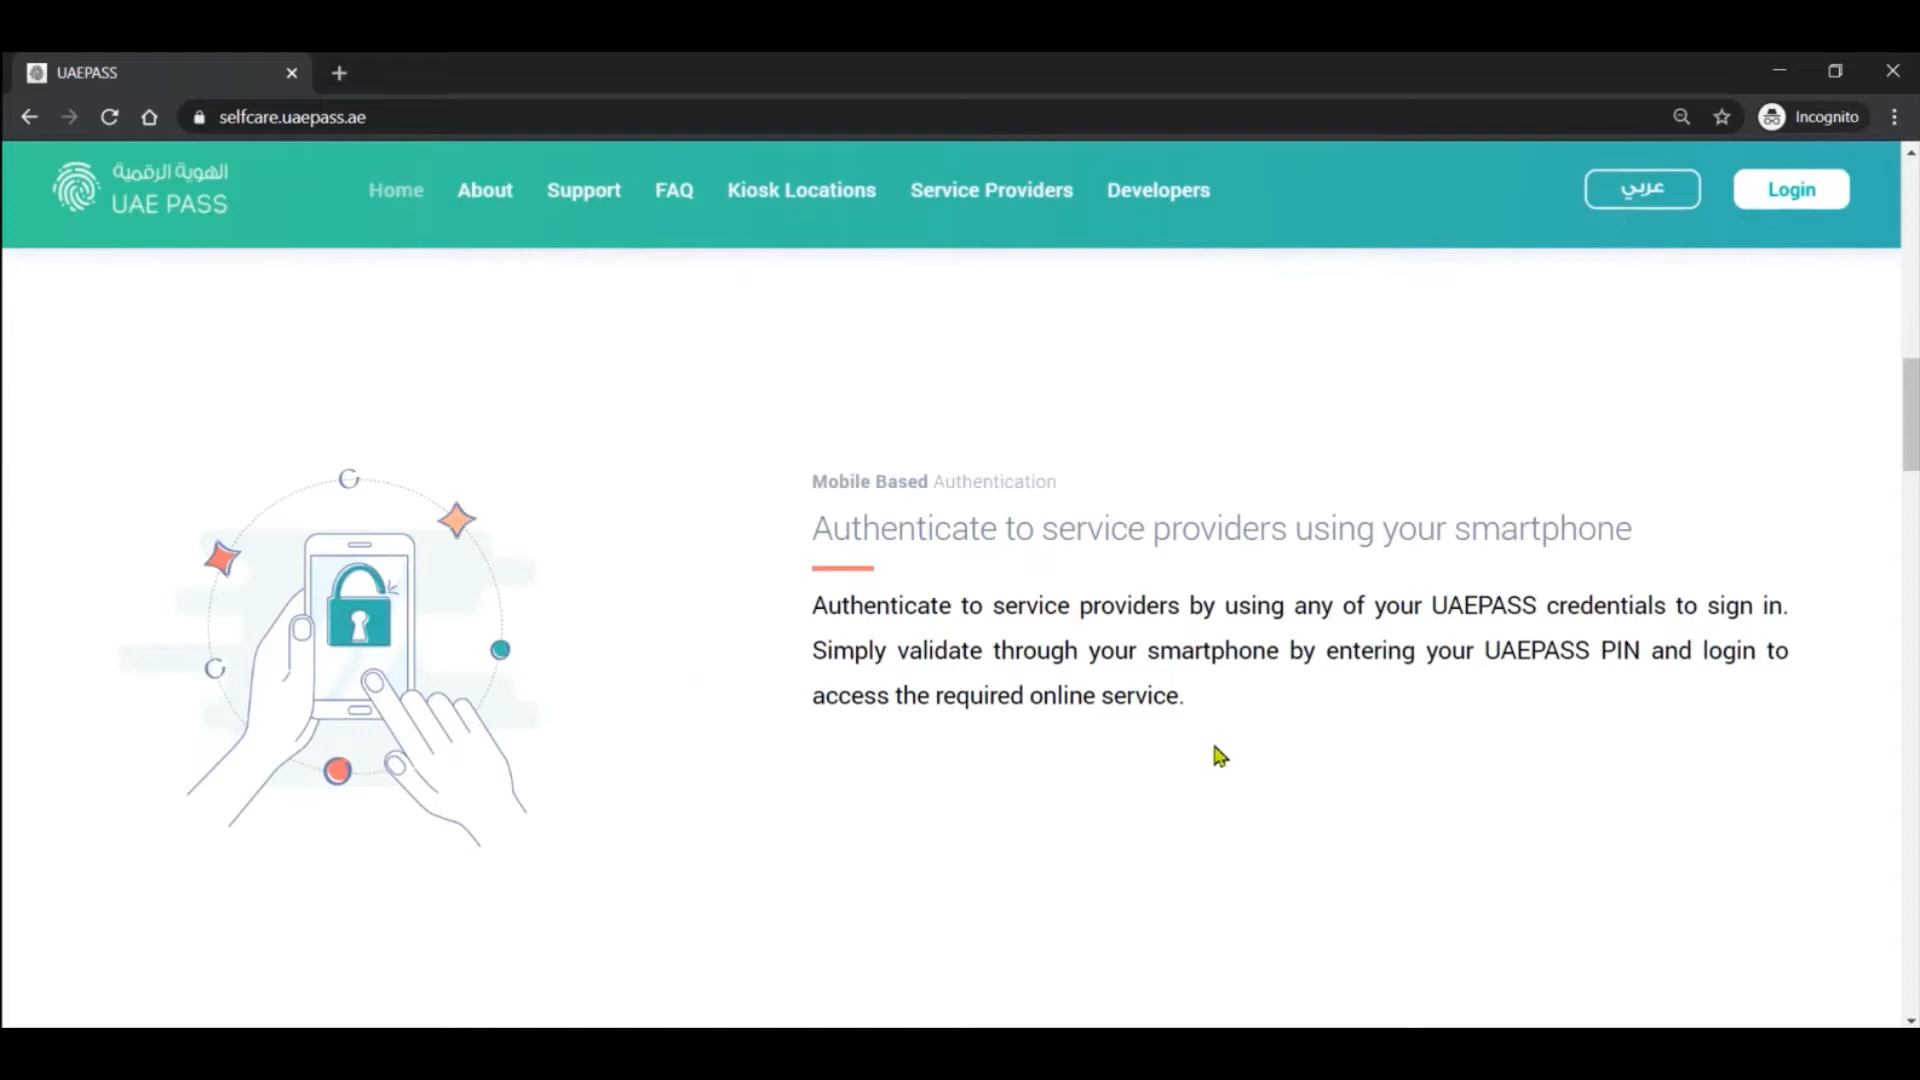 UAEPASS
selfcare.uaepass.ae
Incognito
الهوية الرقمية
UAE PASS
Home
About
Support
FAQ
Kiosk Locations
Service Providers
Developers
عربي
Login
Mobile Based Authentication
Authenticate to service providers using your smartphone
Authenticate to service providers by using any of your UAEPASS credentials to sign in.
Simply validate through your smartphone by entering your UAEPASS PIN and login to
access the required online service.